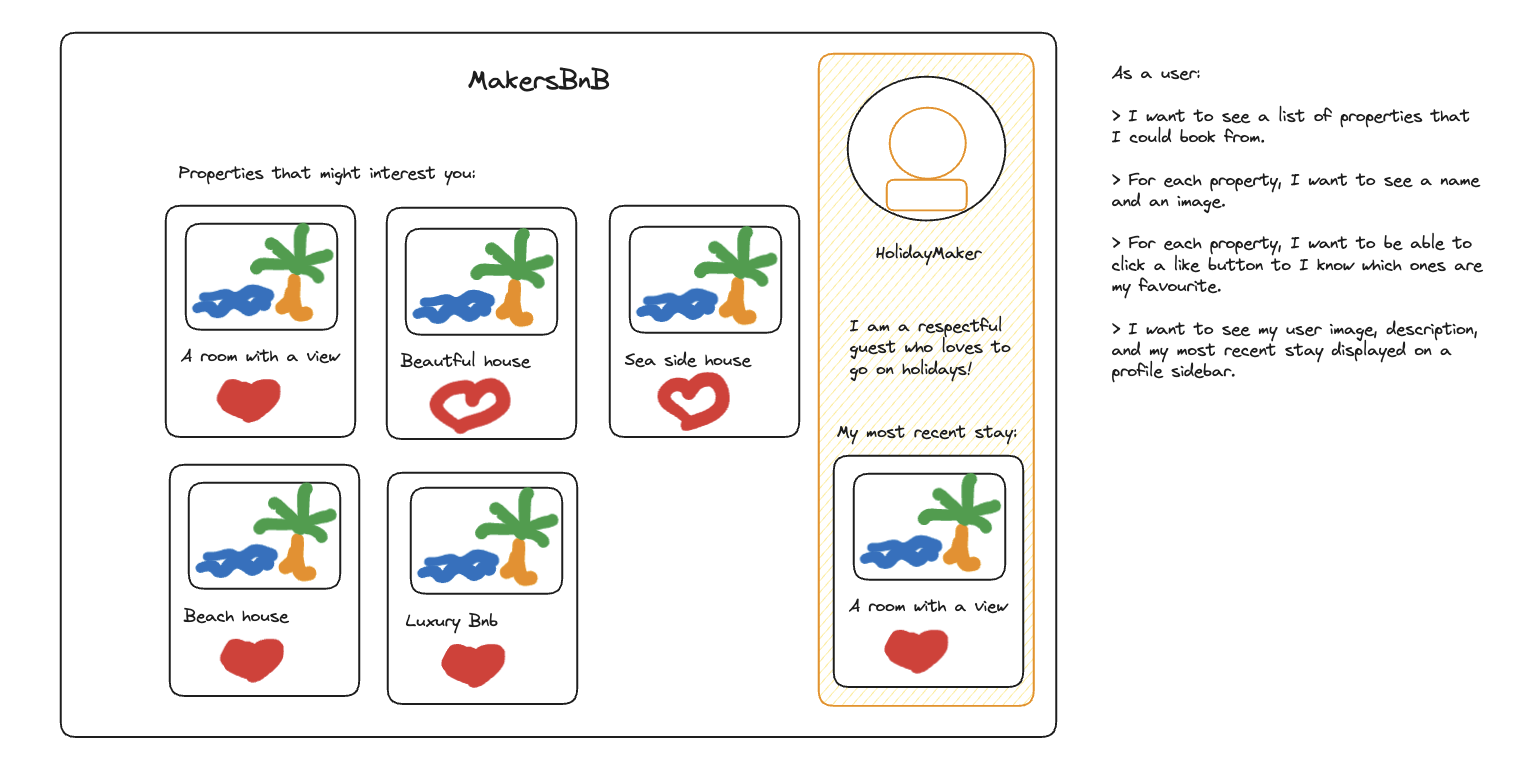 MakersBnB
Properties that might interest you:
A room with a view
Beautful house
Sea side house
Beach house
Luxury Bnb
HolidayMaker
I am a respectful
guest who loves to
go on holidays!
My most recent stay:
A room with a view
As a user:
> I want to see a list of properties that
I could book from.
> For each property, I want to see a name
and an image.
> For each property, I want to be able to
click a like button to I know which ones are
my favourite.
> I want to see my user image, description,
and my most recent stay displayed on a
profile sidebar.